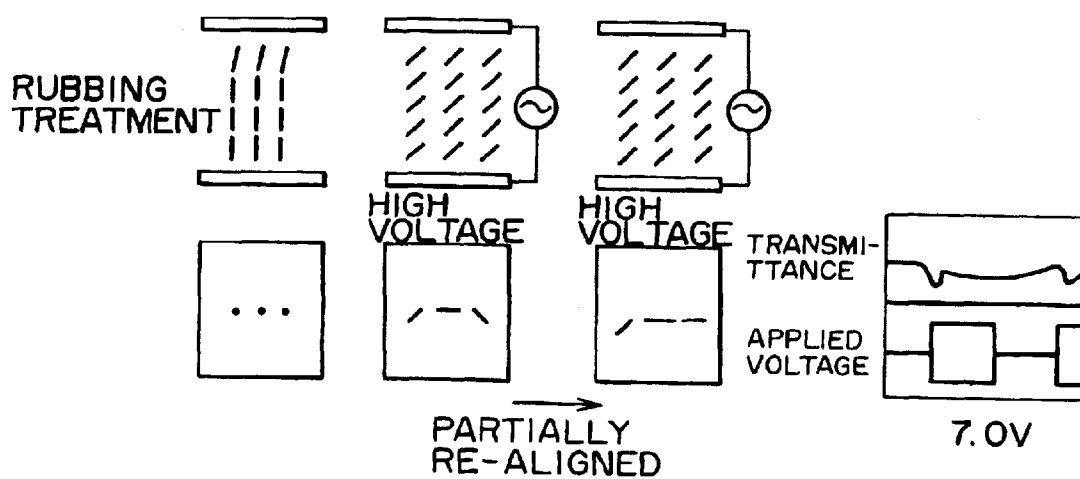 RUBBING
TREATMENT
HIGH
VOLTAGE
HIGH
VOLTAGE
TRANSMI-
TTANCE
APPLIED
VOLTAGE
PARTIALLY
RE-ALIGNED
7.0V